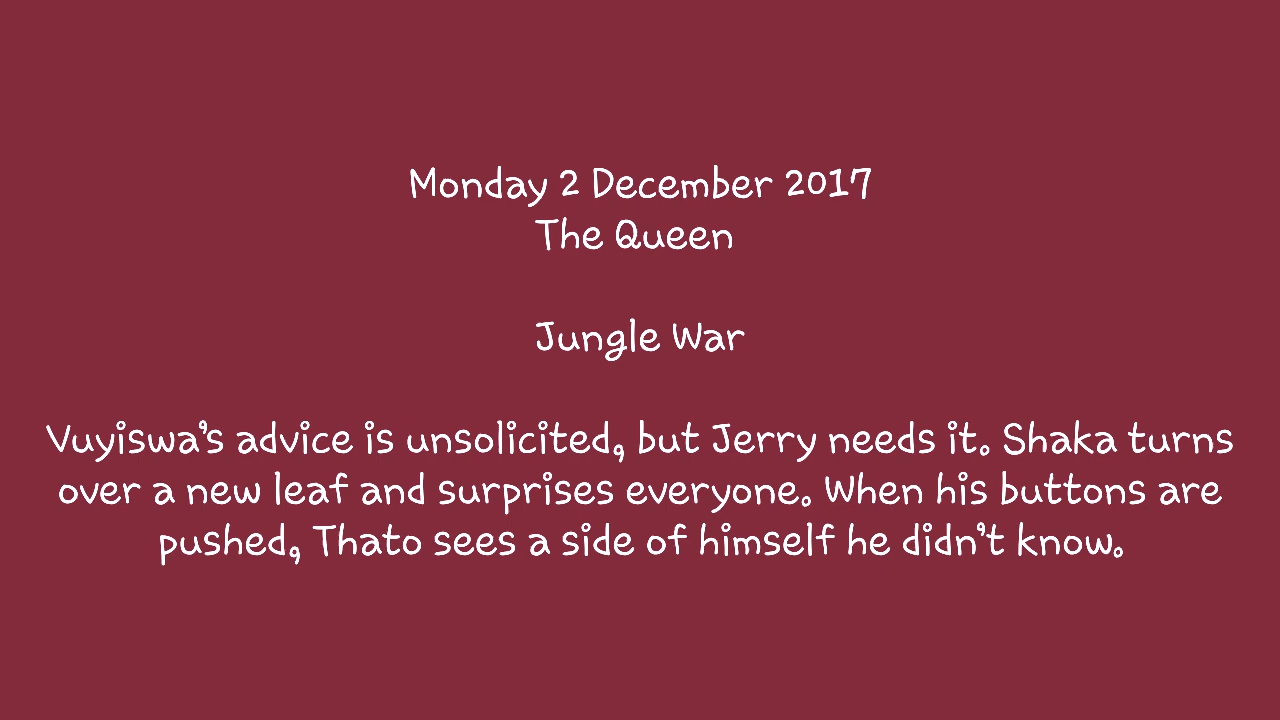 Monday 2 December 2017
The Queen
Jungle War
Vuyiswa's advice is unsolicited, but Jerry needs it. Shaka turns
over a new leaf and surprises everyone. When his buttons are
pushed, Thato sees a side of himself he didn't know.